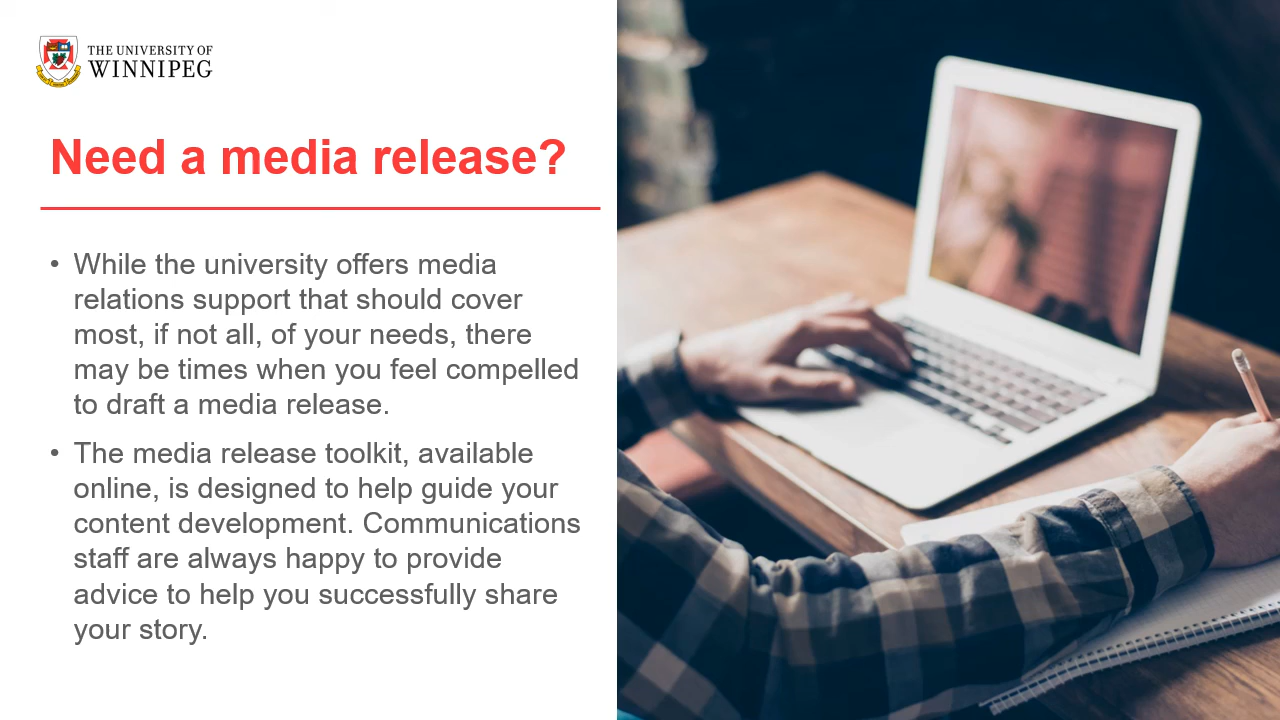 THE UNIVERSITY OF
WINNIPEG
Need a media release?
• While the university offers media
relations support that should cover
most, if not all, of your needs, there
may be times when you feel compelled
to draft a media release.
• The media release toolkit, available
online, is designed to help guide your
content development. Communications
staff are always happy to provide
advice to help you successfully share
your story.